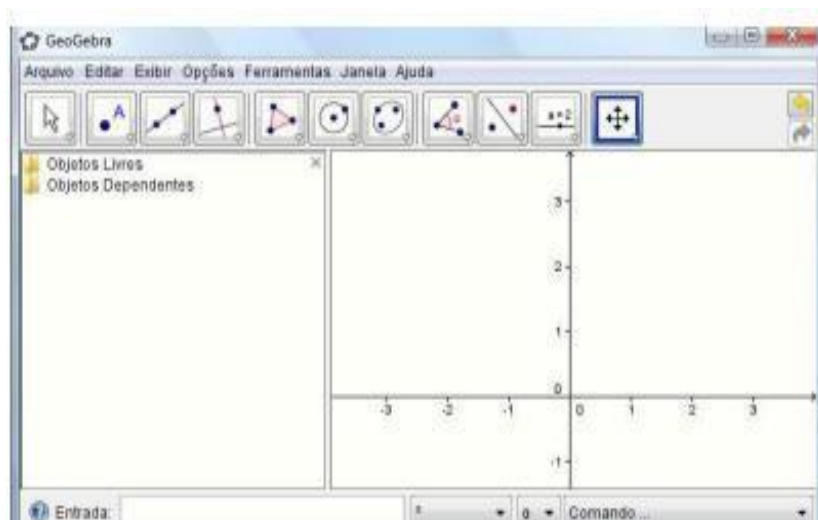 GeoGebra
Arquivo Editar Exibir Opções Ferramentas Janela Ajuda
A a=2
Objetos Livres
Objetos Dependentes
3
2
1
0
-3 -2 -1 0 1 2 3
-1
Entrada: Comando ...